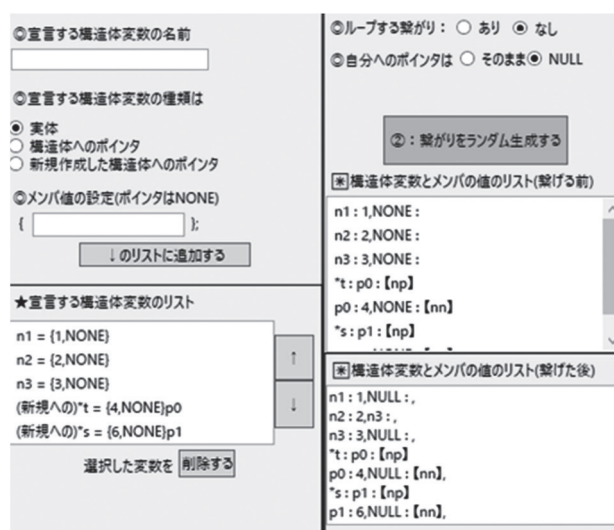 ◎宣言する構造体変数の名前
◎宣言する構造体変数の種類は
実体
構造体へのポインタ
新規作成した構造体へのポインタ
◎メンバ値の設定(ポインタはNONE)
{ };
↓のリストに追加する
★宣言する構造体変数のリスト
n1 = {1,NONE}
n2 = {2,NONE}
n3 = {3,NONE}
(新規への)*t = {4,NONE}p0
(新規への)*s = {6,NONE}p1
↑
↓
選択した変数を 削除する
◎ループする繋がり: あり なし
◎自分へのポインタは そのまま NULL
②:繋がりをランダム生成する
※構造体変数とメンバの値のリスト(繋げる前)
n1 : 1,NONE :
n2 : 2,NONE :
n3 : 3,NONE :
*t : p0 :【np】
p0 : 4,NONE :【nn】
*s : p1 :【np】
※構造体変数とメンバの値のリスト(繋げた後)
n1 : 1,NULL : ,
n2 : 2,n3 : ,
n3 : 3,NULL : ,
*t : p0 :【np】
p0 : 4,NULL :【nn】,
*s : p1 :【np】
p1 : 6,NULL :【nn】,